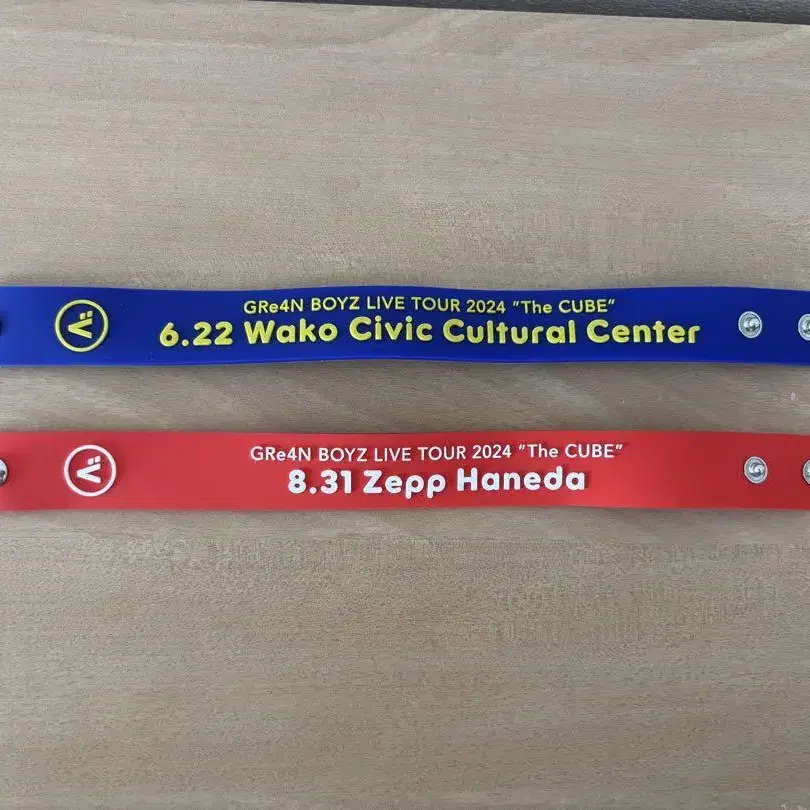 GRe4N BOYZ LIVE TOUR 2024 "The CUBE"
6.22 Wako Civic Cultural Center
GRe4N BOYZ LIVE TOUR 2024 "The CUBE"
8.31 Zepp Haneda